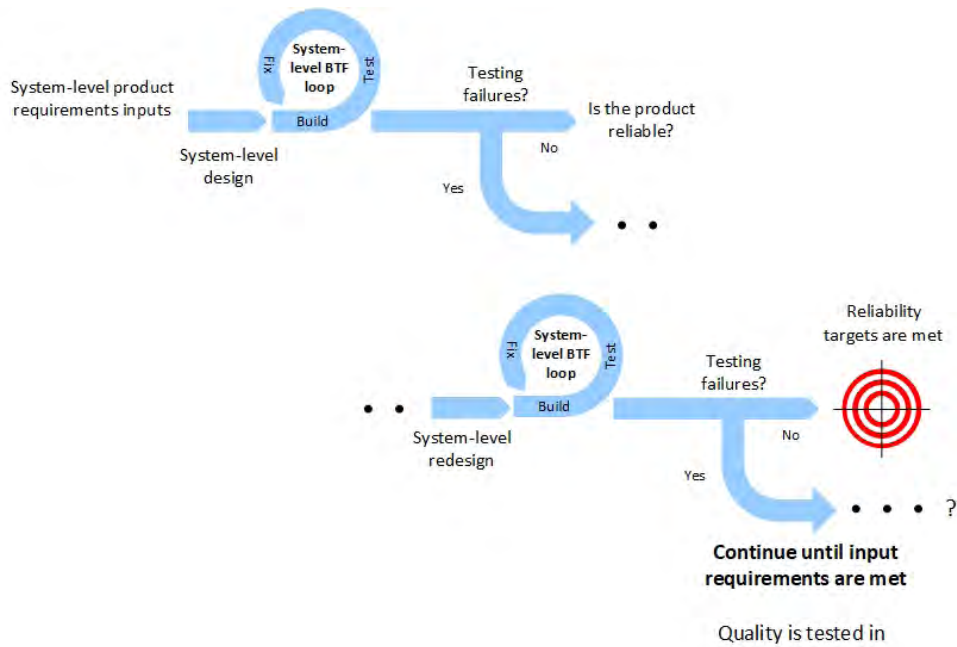 System-level product
requirements inputs
System-level
design
Fix
System-
level BTF
loop
Test
Build
Testing
failures?
No
Yes
Is the product
reliable?
System-level
redesign
Fix
System-
level BTF
loop
Test
Build
Testing
failures?
No
Yes
Reliability
targets are met
?
Continue until input
requirements are met
Quality is tested in